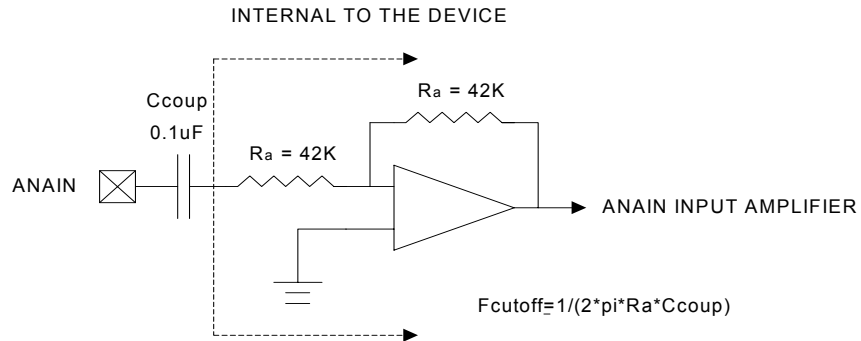 INTERNAL TO THE DEVICE
Ra = 42K
Ccoup
0.1uF
Ra = 42K
ANAIN
ANAIN INPUT AMPLIFIER
Fcutoff=1/(2*pi*Ra*Ccoup)